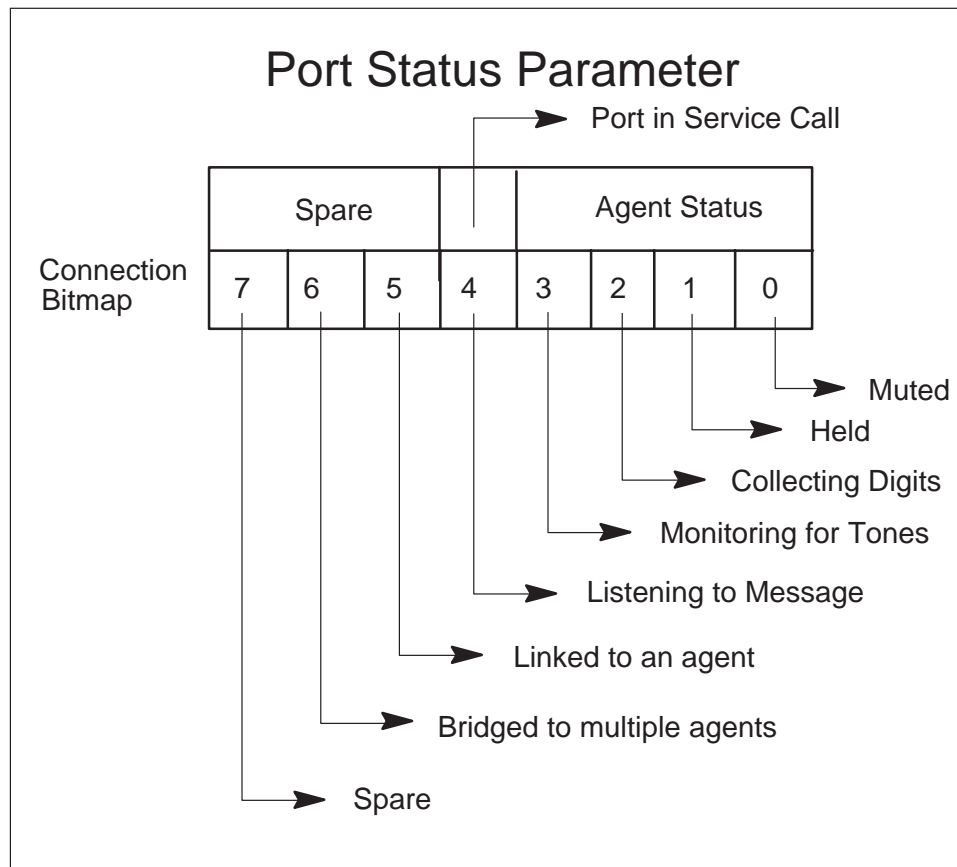 Port Status Parameter
Port in Service Call
Spare
Agent Status
Connection
Bitmap
7 6 5 4 3 2 1 0
Muted
Held
Collecting Digits
Monitoring for Tones
Listening to Message
Linked to an agent
Bridged to multiple agents
Spare